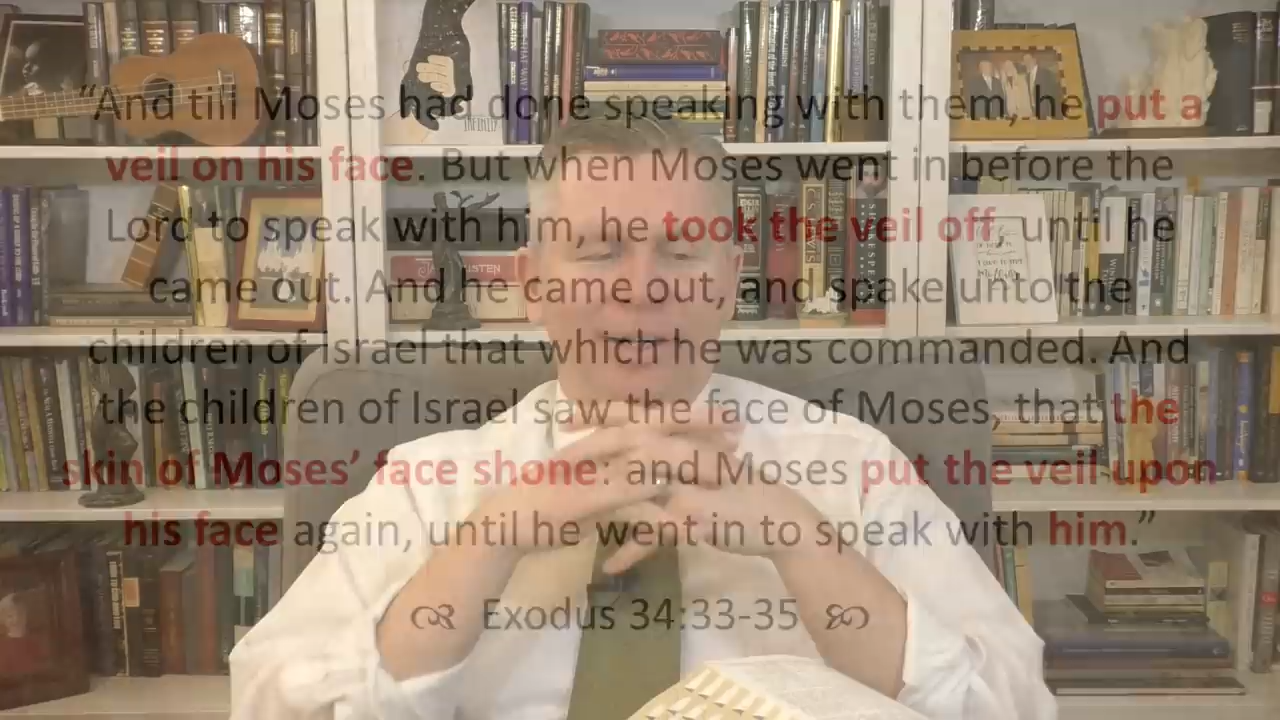 “And till Moses had done speaking with them, he put a
veil on his face. But when Moses went in before the
Lord to speak with him, he took the veil off, until he
came out. And he came out, and spake unto the
children of Israel that which he was commanded. And
the children of Israel saw the face of Moses, that the
skin of Moses’ face shone: and Moses put the veil upon
his face again, until he went in to speak with him.”
Exodus 34:33-35
INFINITY
AUSTEN
C.S. LEWIS
SHAKESPEARE